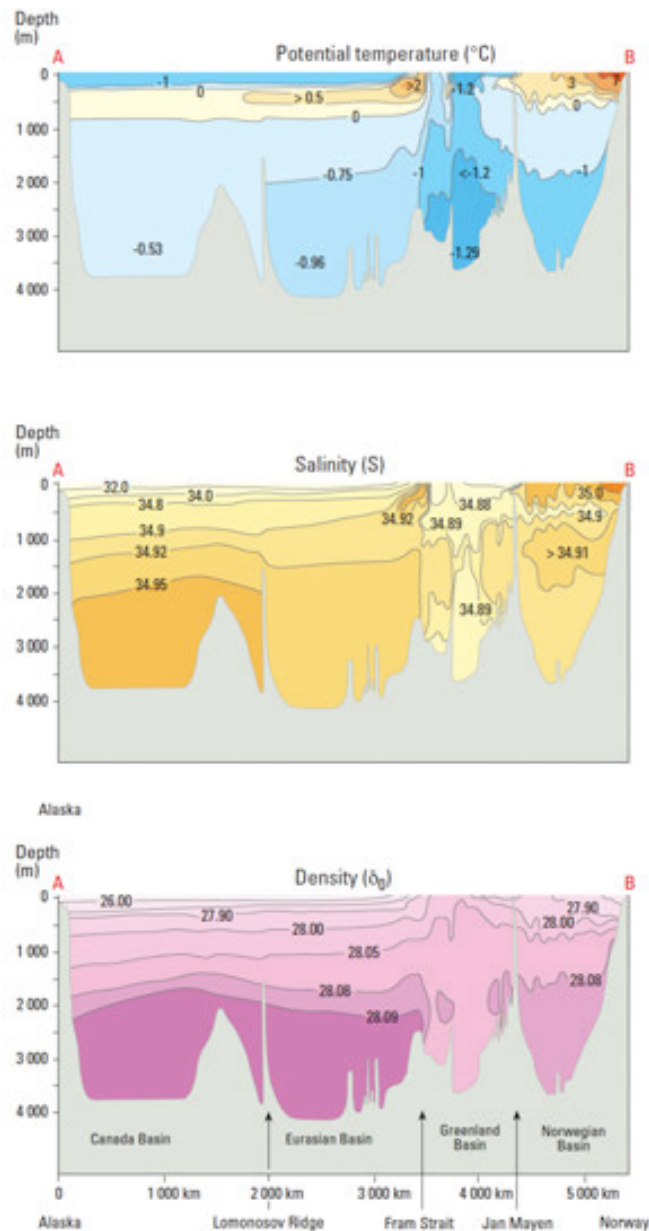 Depth
(m)
A
Potential temperature (°C)
B
0
-1
0
> 0.5
0
>2
-1.2
3
7
0
1 000
2 000
-0.75
-1
<-1.2
-1
3 000
-0.53
-0.96
-1.29
4 000
Depth
(m)
A
Salinity (S)
B
0
32.0
34.0
34.8
34.92
34.88
34.89
35.0
34.9
1 000
34.9
34.92
> 34.91
2 000
34.95
34.89
3 000
4 000
Alaska
Depth
(m)
A
Density (δ₀)
B
0
26.00
27.90
28.00
27.90
28.00
1 000
28.05
2 000
28.08
28.09
28.08
3 000
4 000
Canada Basin
Eurasian Basin
Greenland
Basin
Norwegian
Basin
0
1 000 km
2 000 km
3 000 km
4 000 km
5 000 km
Alaska
Lomonosov Ridge
Fram Strait
Jan Mayen
Norway